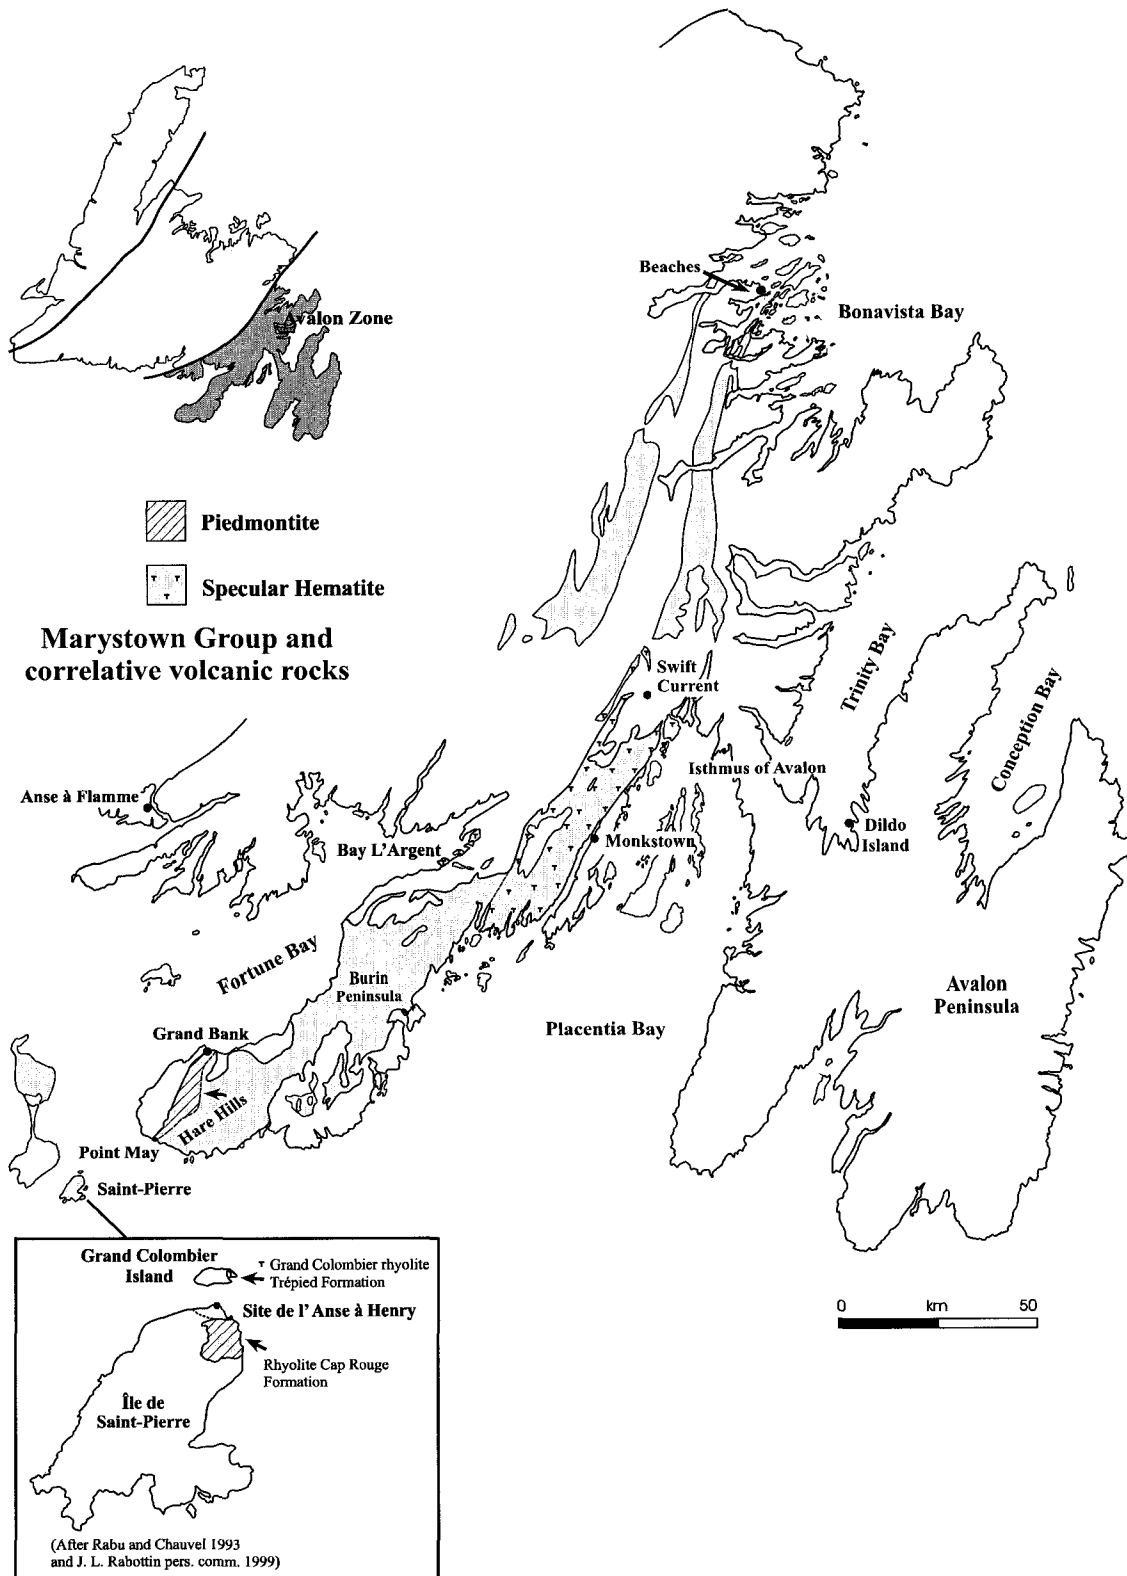 Avalon Zone
Piedmontite
Specular Hematite
Marystown Group and
correlative volcanic rocks
Beaches
Bonavista Bay
Swift
Current
Trinity Bay
Conception Bay
Isthmus of Avalon
Dildo
Island
Anse à Flamme
Bay L'Argent
Monkstown
Fortune Bay
Burin
Peninsula
Placentia Bay
Avalon
Peninsula
Grand Bank
Hare Hills
Point May
Saint-Pierre
Grand Colombier
Island
Grand Colombier rhyolite
Trépied Formation
Site de l'Anse à Henry
Rhyolite Cap Rouge
Formation
Île de
Saint-Pierre
(After Rabu and Chauvel 1993
and J. L. Rabottin pers. comm. 1999)
0 km 50